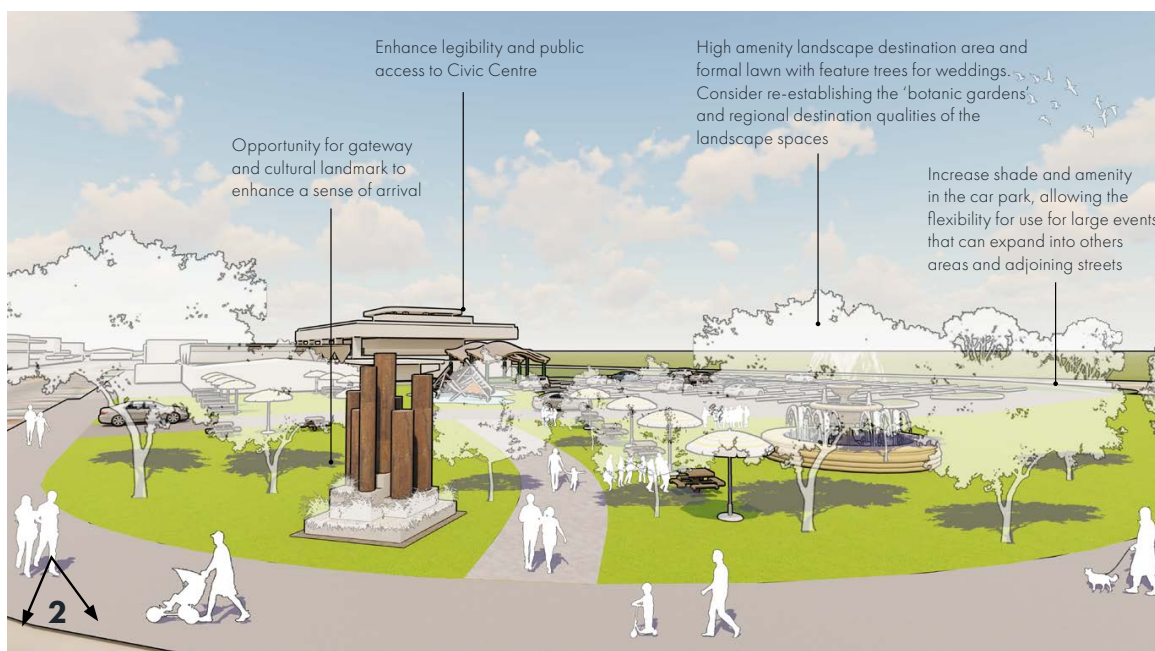 Enhance legibility and public
access to Civic Centre
High amenity landscape destination area and
formal lawn with feature trees for weddings.
Consider re-establishing the ‘botanic gardens’
and regional destination qualities of the
landscape spaces
Opportunity for gateway
and cultural landmark to
enhance a sense of arrival
Increase shade and amenity
in the car park, allowing the
flexibility for use for large events
that can expand into others
areas and adjoining streets
2